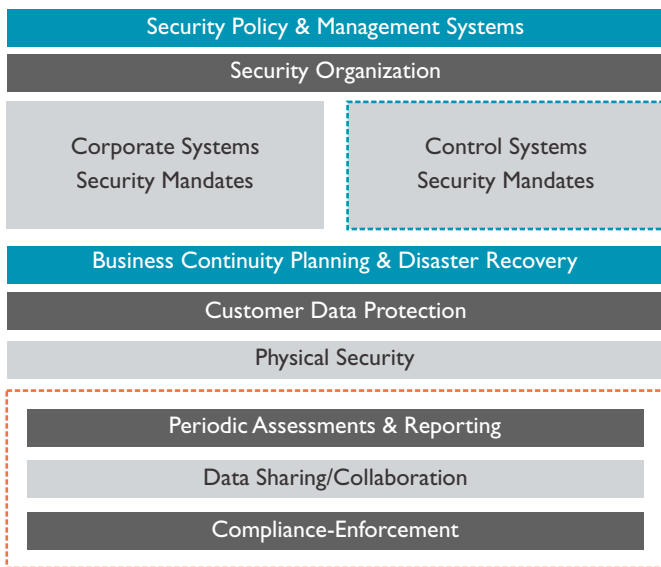 Security Policy & Management Systems
Security Organization
Corporate Systems
Security Mandates
Control Systems
Security Mandates
Business Continuity Planning & Disaster Recovery
Customer Data Protection
Physical Security
Periodic Assessments & Reporting
Data Sharing/Collaboration
Compliance-Enforcement